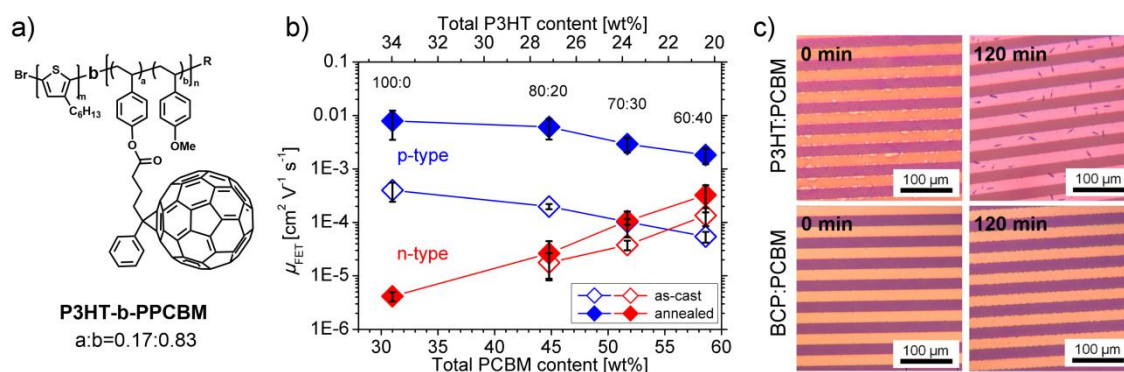 a)
Br
S
m
C6H13
b
a
b
n
R
O
O
OMe
P3HT-b-PPCBM
a:b=0.17:0.83
b)
Total P3HT content [wt%]
34 32 30 28 26 24 22 20
0.1
0.01
1E-3
1E-4
1E-5
1E-6
μFET [cm² V⁻¹ s⁻¹]
100:0
80:20
70:30
60:40
p-type
n-type
as-cast
annealed
30 35 40 45 50 55 60
Total PCBM content [wt%]
c)
P3HT:PCBM
0 min
100 µm
120 min
100 µm
BCP:PCBM
0 min
100 µm
120 min
100 µm